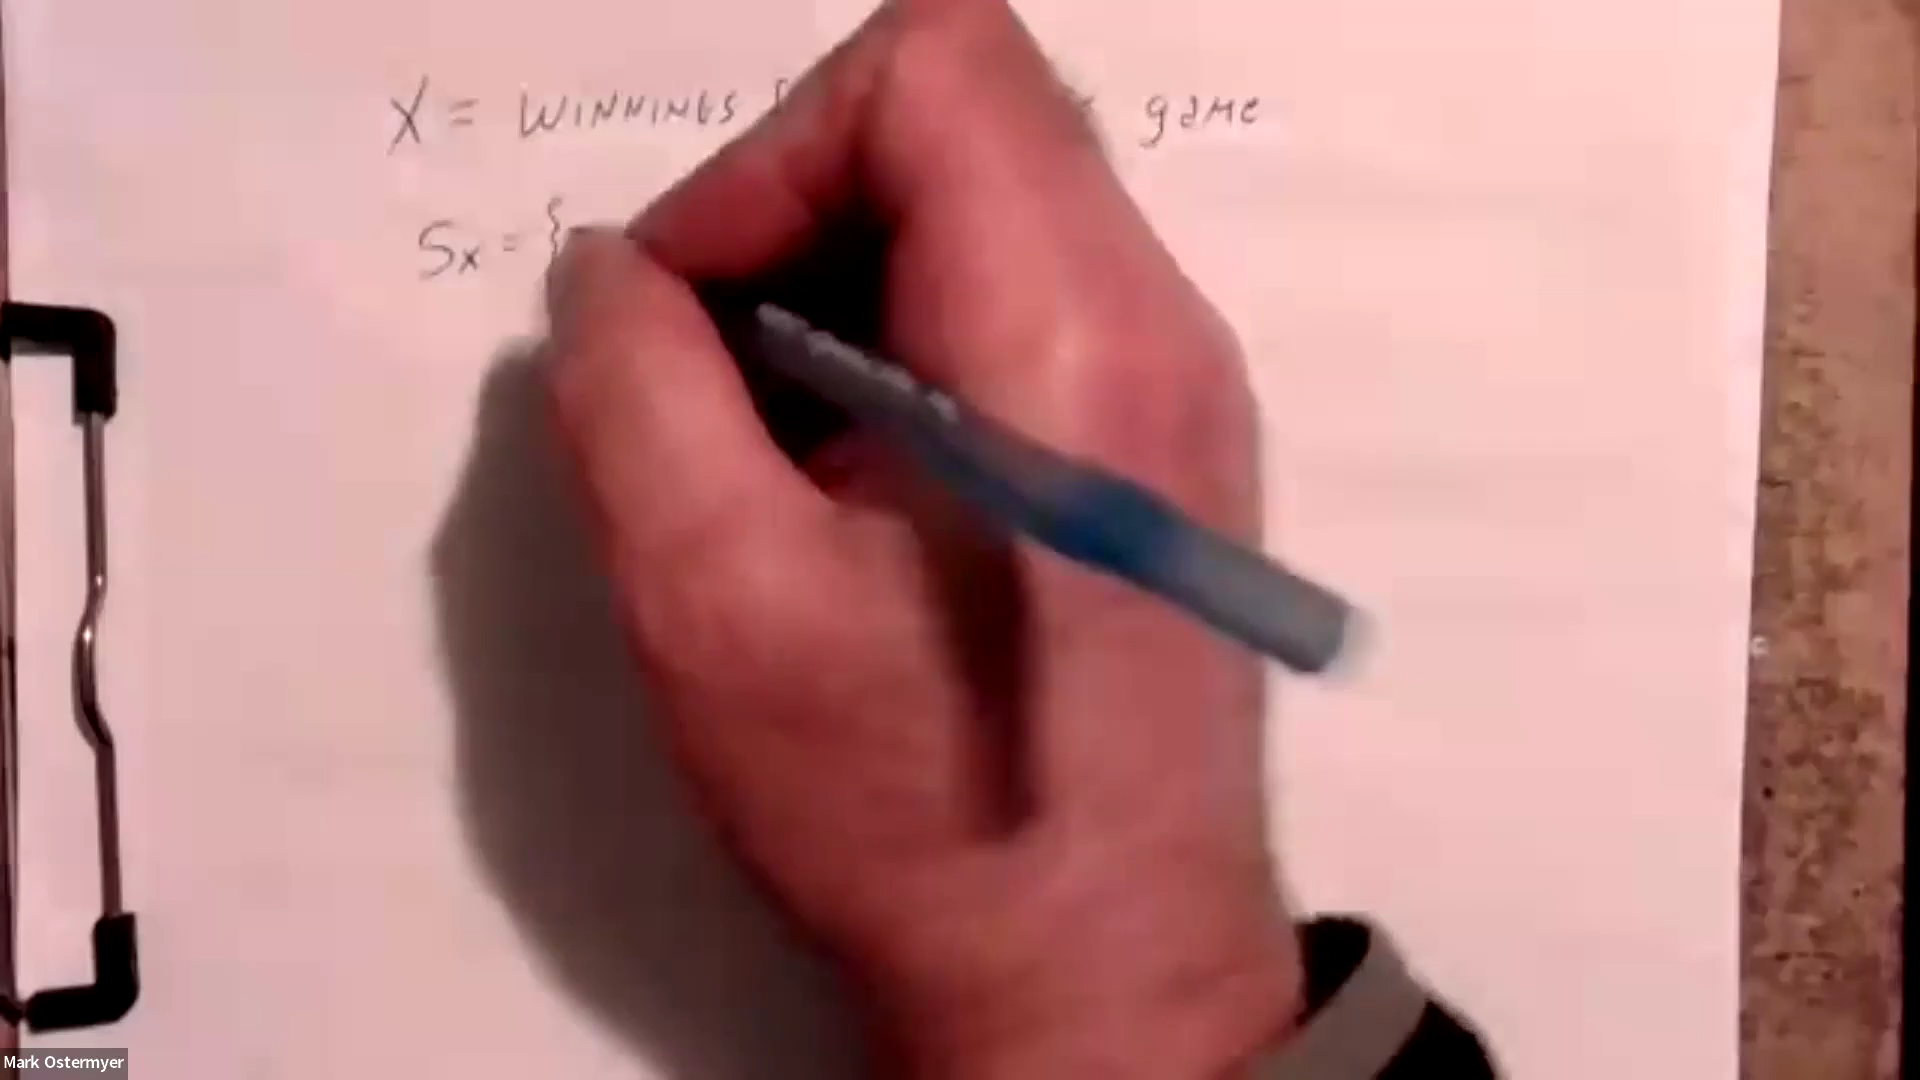 X = WINNINGS game
Sx = {
Mark Ostermyer